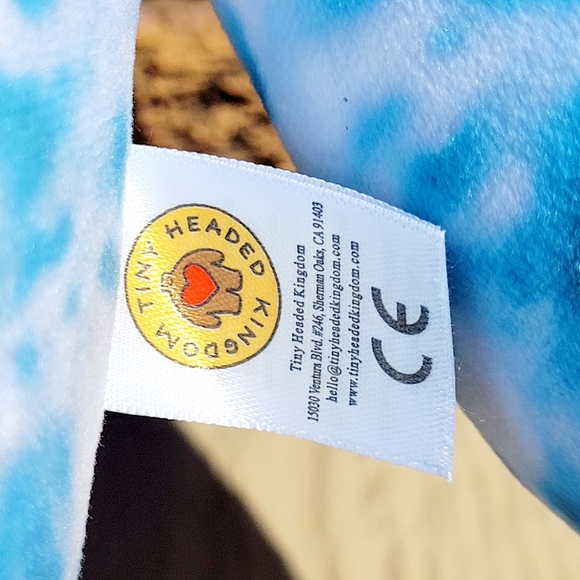 TINY HEADED KINGDOM
Tiny Headed Kingdom
15030 Ventura Blvd. #246, Sherman Oaks, CA 91403
hello@tinyheadedkingdom.com
www.tinyheadedkingdom.com
CE